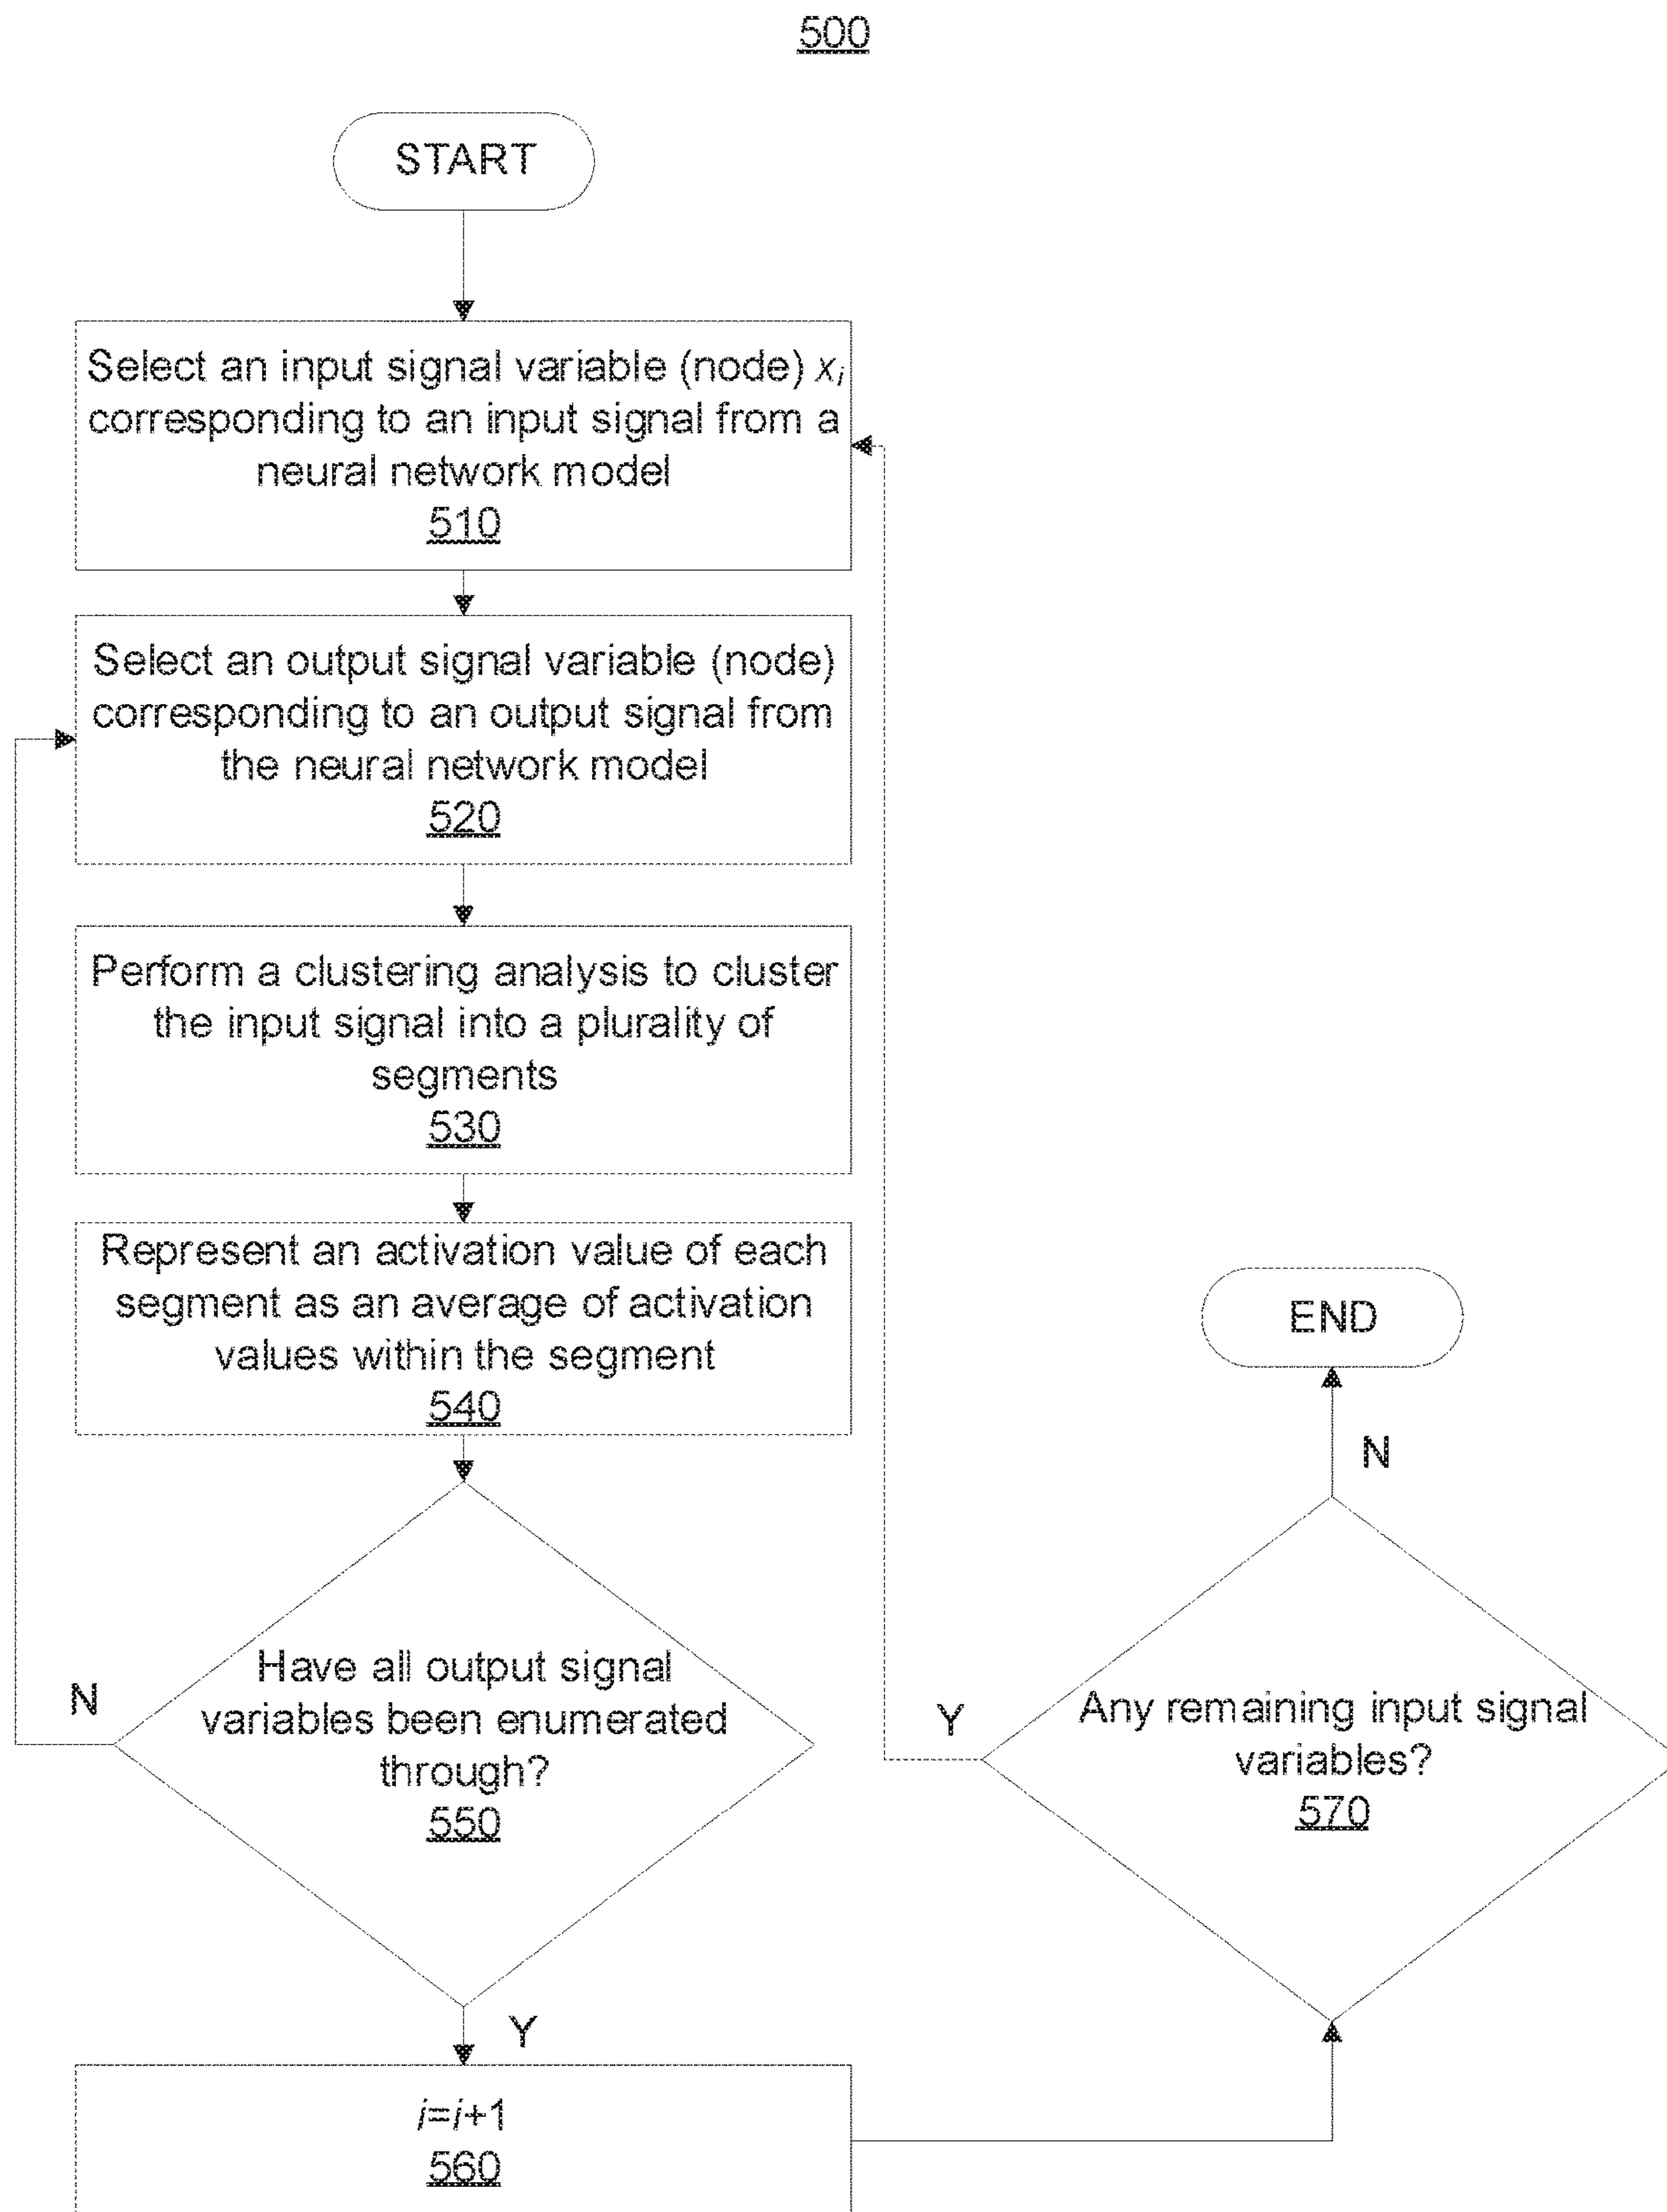 500
START
Select an input signal variable (node) xi
corresponding to an input signal from a
neural network model
510
Select an output signal variable (node)
corresponding to an output signal from
the neural network model
520
Perform a clustering analysis to cluster
the input signal into a plurality of
segments
530
Represent an activation value of each
segment as an average of activation
values within the segment
540
Have all output signal
variables been enumerated
through?
550
N
Y
i=i+1
560
Any remaining input signal
variables?
570
Y
N
END